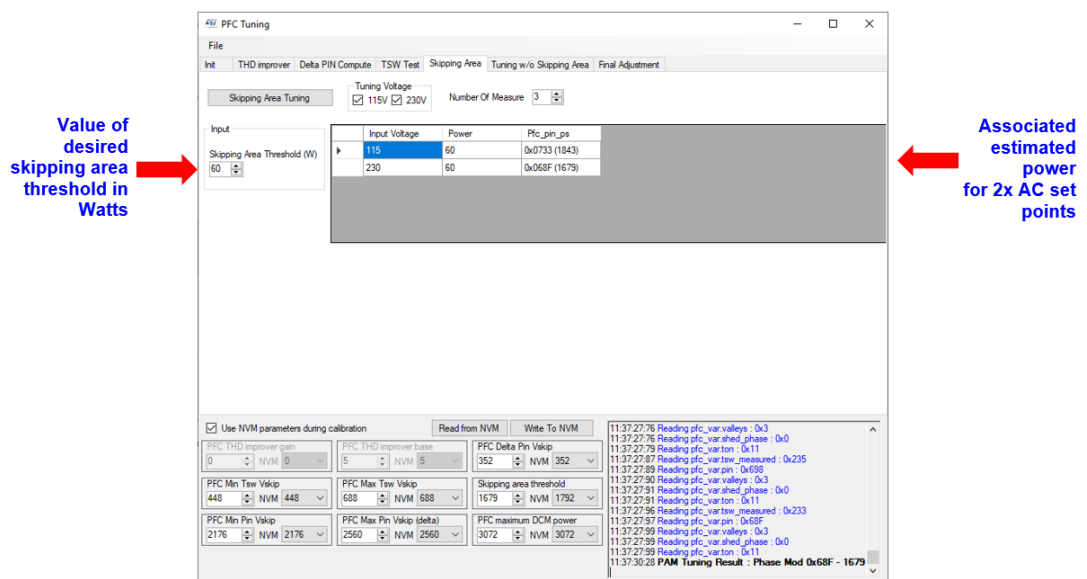 PFC Tuning
File
Init THD improver Delta PIN Compute TSW Test Skipping Area Tuning w/o Skipping Area Final Adjustment
Skipping Area Tuning
Tuning Voltage
115V 230V
Number Of Measure 3
Value of
desired
skipping area
threshold in
Watts
Input
Skipping Area Threshold (W)
60
Input Voltage Power Pfc_pin_ps
115 60 0x0733 (1843)
230 60 0x068F (1679)
Associated
estimated
power
for 2x AC set
points
Use NVM parameters during calibration Read from NVM Write To NVM
PFC THD improver gain PFC THD improver base PFC Delta Pin Vskip
0 NVM 0 5 NVM 5 352 NVM 352
PFC Min Tsw Vskip PFC Max Tsw Vskip Skipping area threshold
448 NVM 448 688 NVM 688 1679 NVM 1792
PFC Min Pin Vskip PFC Max Pin Vskip (delta) PFC maximum DCM power
2176 NVM 2176 2560 NVM 2560 3072 NVM 3072
11:37:27:76 Reading pfc_var.valleys : 0x3
11:37:27:76 Reading pfc_var.shed_phase : 0x0
11:37:27:79 Reading pfc_var.ton : 0x11
11:37:27:87 Reading pfc_var.tsw_measured : 0x235
11:37:27:89 Reading pfc_var.pin : 0x698
11:37:27:90 Reading pfc_var.valleys : 0x3
11:37:27:91 Reading pfc_var.shed_phase : 0x0
11:37:27:91 Reading pfc_var.ton : 0x11
11:37:27:96 Reading pfc_var.tsw_measured : 0x233
11:37:27:97 Reading pfc_var.pin : 0x68F
11:37:27:99 Reading pfc_var.valleys : 0x3
11:37:27:99 Reading pfc_var.shed_phase : 0x0
11:37:27:99 Reading pfc_var.ton : 0x11
11:37:30:28 PAM Tuning Result : Phase Mod 0x68F - 1679